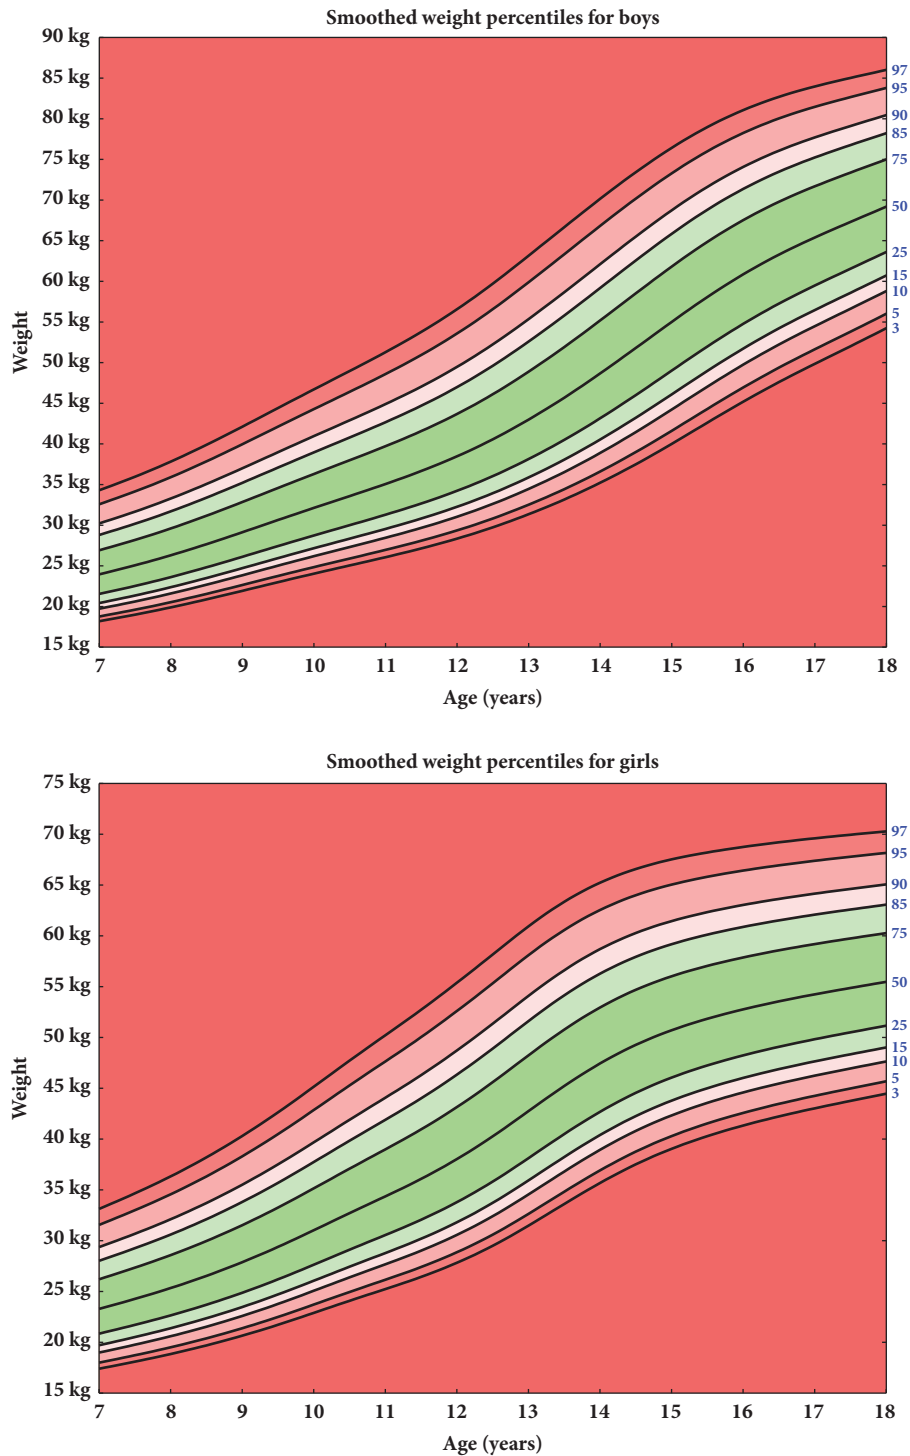 Smoothed weight percentiles for boys
90 kg
85 kg
80 kg
75 kg
70 kg
65 kg
60 kg
55 kg
50 kg
45 kg
40 kg
35 kg
30 kg
25 kg
20 kg
15 kg
Weight
97
95
90
85
75
50
25
15
10
5
3
7 8 9 10 11 12 13 14 15 16 17 18
Age (years)
Smoothed weight percentiles for girls
75 kg
70 kg
65 kg
60 kg
55 kg
50 kg
45 kg
40 kg
35 kg
30 kg
25 kg
20 kg
15 kg
Weight
97
95
90
85
75
50
25
15
10
5
3
7 8 9 10 11 12 13 14 15 16 17 18
Age (years)